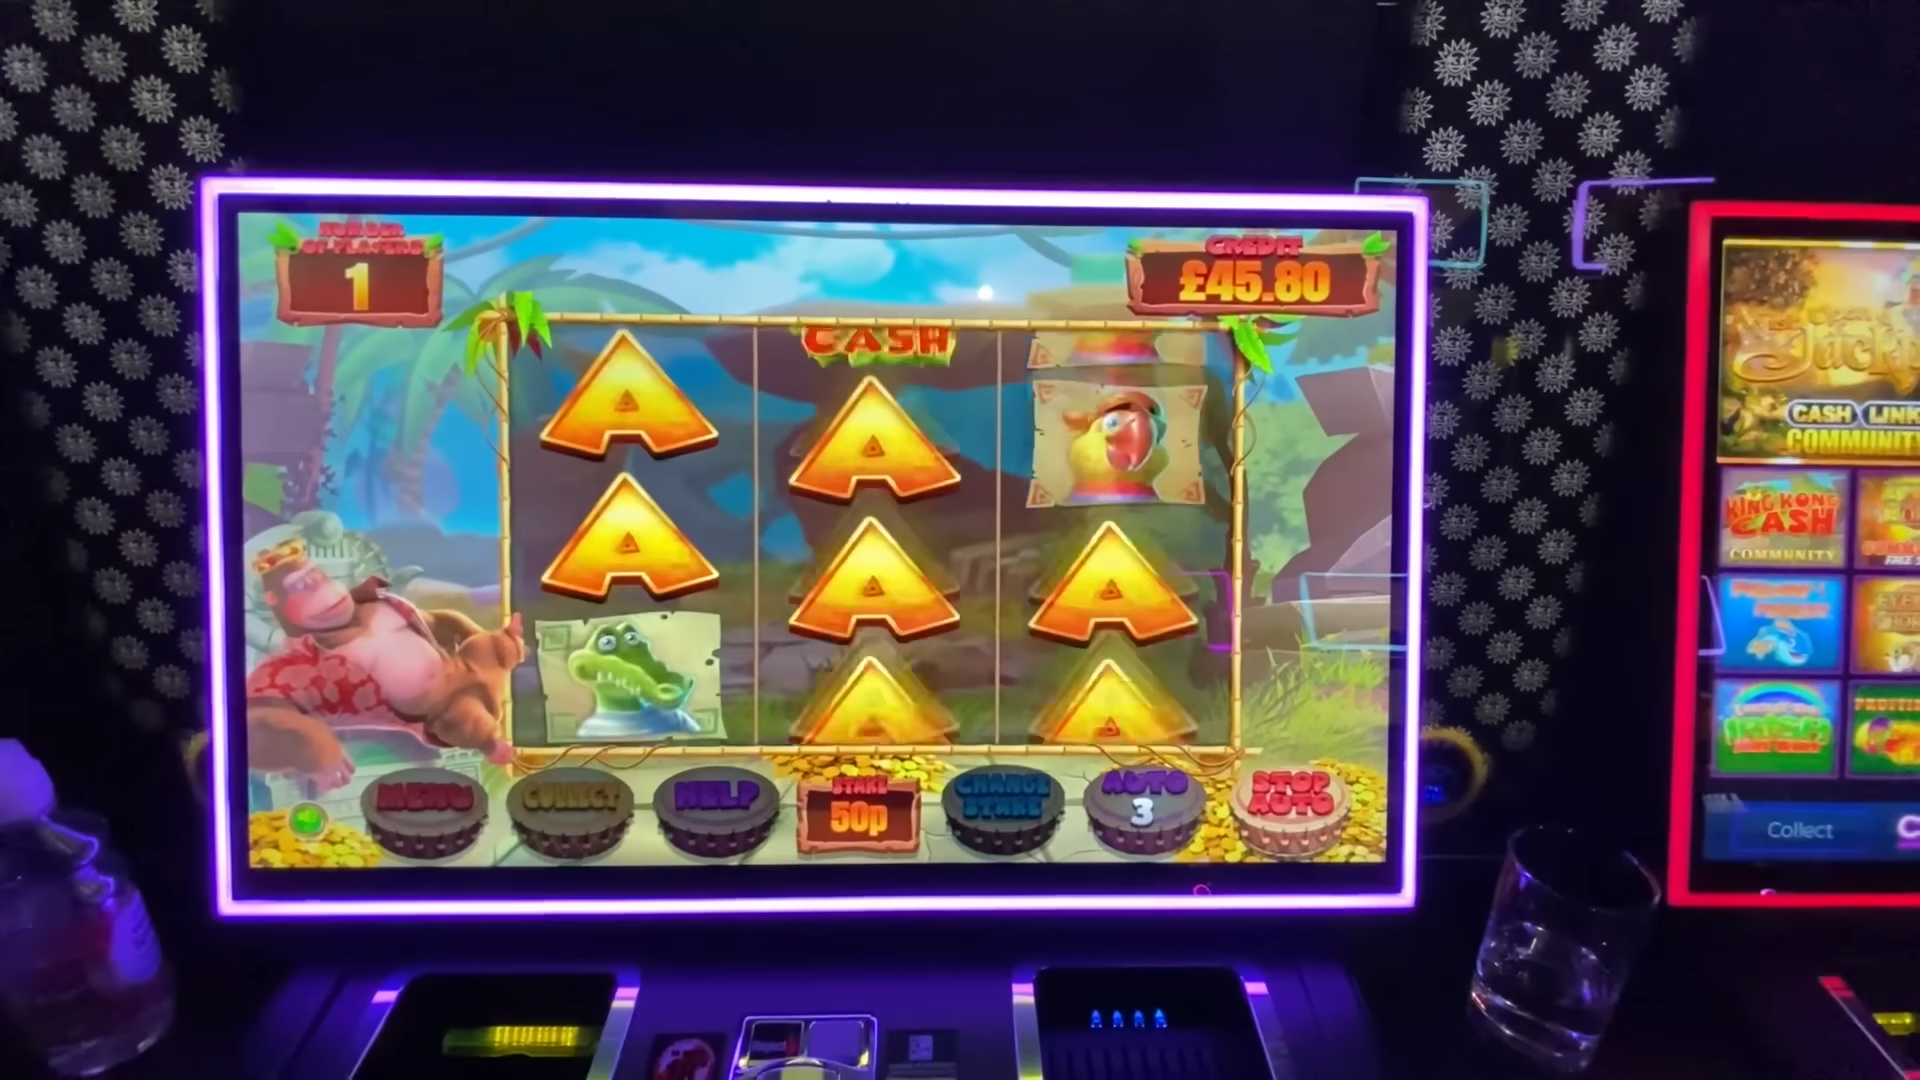 NUMBER
OF PLAYERS
1
CREDIT
£45.80
CASH
A
A
A
A
A
A
A
MENU
COLLECT
HELP
STAKE
50p
CHANGE
STAKE
AUTO
3
STOP
AUTO
CASH LINK
COMMUNITY
KING KONG
CASH
COMMUNITY
Collect